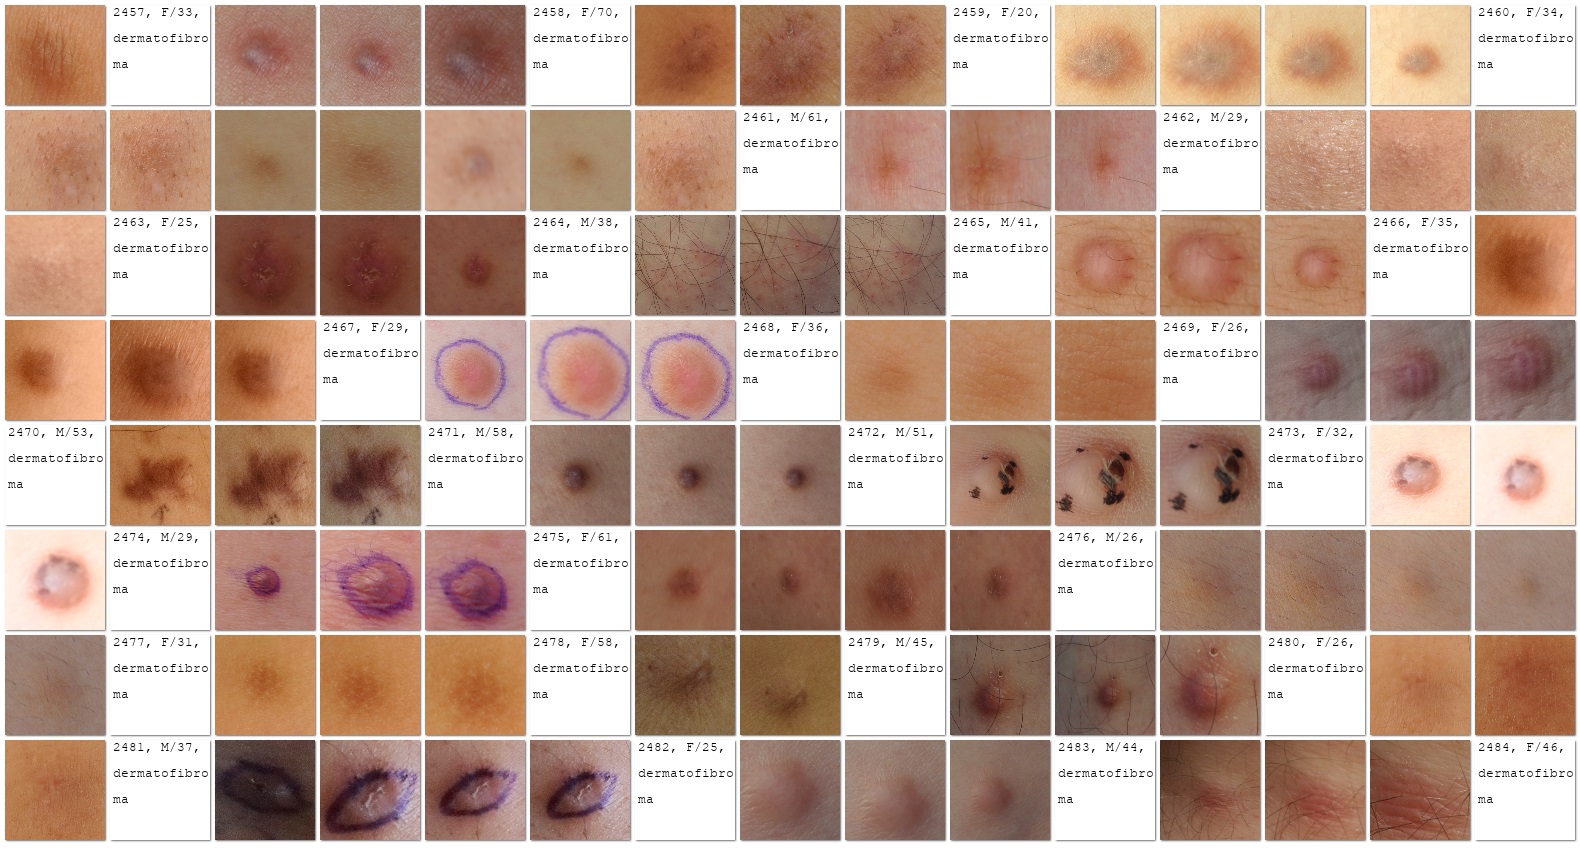 2457, F/33,
dermatofibro
ma
2458, F/70,
dermatofibro
ma
2459, F/20,
dermatofibro
ma
2460, F/34,
dermatofibro
ma
2461, M/61,
dermatofibro
ma
2462, M/29,
dermatofibro
ma
2463, F/25,
dermatofibro
ma
2464, M/38,
dermatofibro
ma
2465, M/41,
dermatofibro
ma
2466, F/35,
dermatofibro
ma
2467, F/29,
dermatofibro
ma
2468, F/36,
dermatofibro
ma
2469, F/26,
dermatofibro
ma
2470, M/53,
dermatofibro
ma
2471, M/58,
dermatofibro
ma
2472, M/51,
dermatofibro
ma
2473, F/32,
dermatofibro
ma
2474, M/29,
dermatofibro
ma
2475, F/61,
dermatofibro
ma
2476, M/26,
dermatofibro
ma
2477, F/31,
dermatofibro
ma
2478, F/58,
dermatofibro
ma
2479, M/45,
dermatofibro
ma
2480, F/26,
dermatofibro
ma
2481, M/37,
dermatofibro
ma
2482, F/25,
dermatofibro
ma
2483, M/44,
dermatofibro
ma
2484, F/46,
dermatofibro
ma